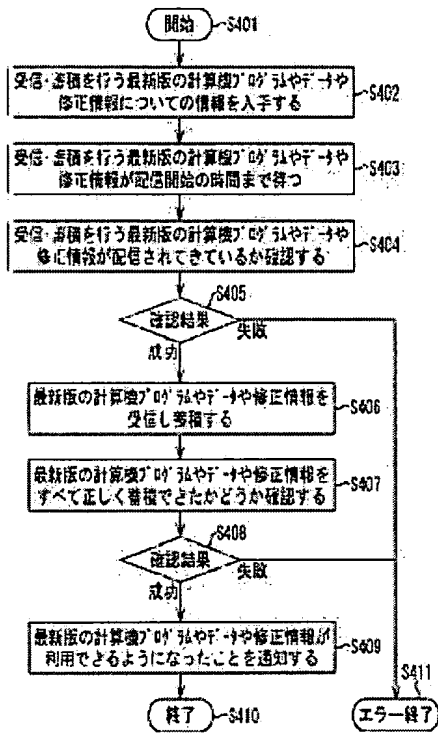 開始 S401
受信・蓄積を行う最新版の計算機プログラムやデータや
修正情報についての情報を入手する S402
受信・蓄積を行う最新版の計算機プログラムやデータや
修正情報が配信開始の時間まで待つ S403
受信・蓄積を行う最新版の計算機プログラムやデータや
修正情報が配信されてきているか確認する S404
S405
確認結果 失敗
成功
最新版の計算機プログラムやデータや修正情報を
受信し蓄積する S406
最新版の計算機プログラムやデータや修正情報を
すべて正しく蓄積できたかどうか確認する S407
S408
確認結果 失敗
成功
最新版の計算機プログラムやデータや修正情報が
利用できるようになったことを通知する S409
S411
終了 S410 エラー終了